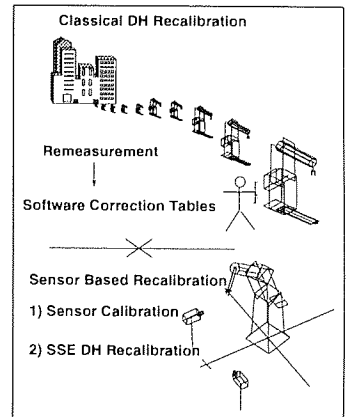 Classical DH Recalibration
Remeasurement
Software Correction Tables
Sensor Based Recalibration
1) Sensor Calibration
2) SSE DH Recalibration